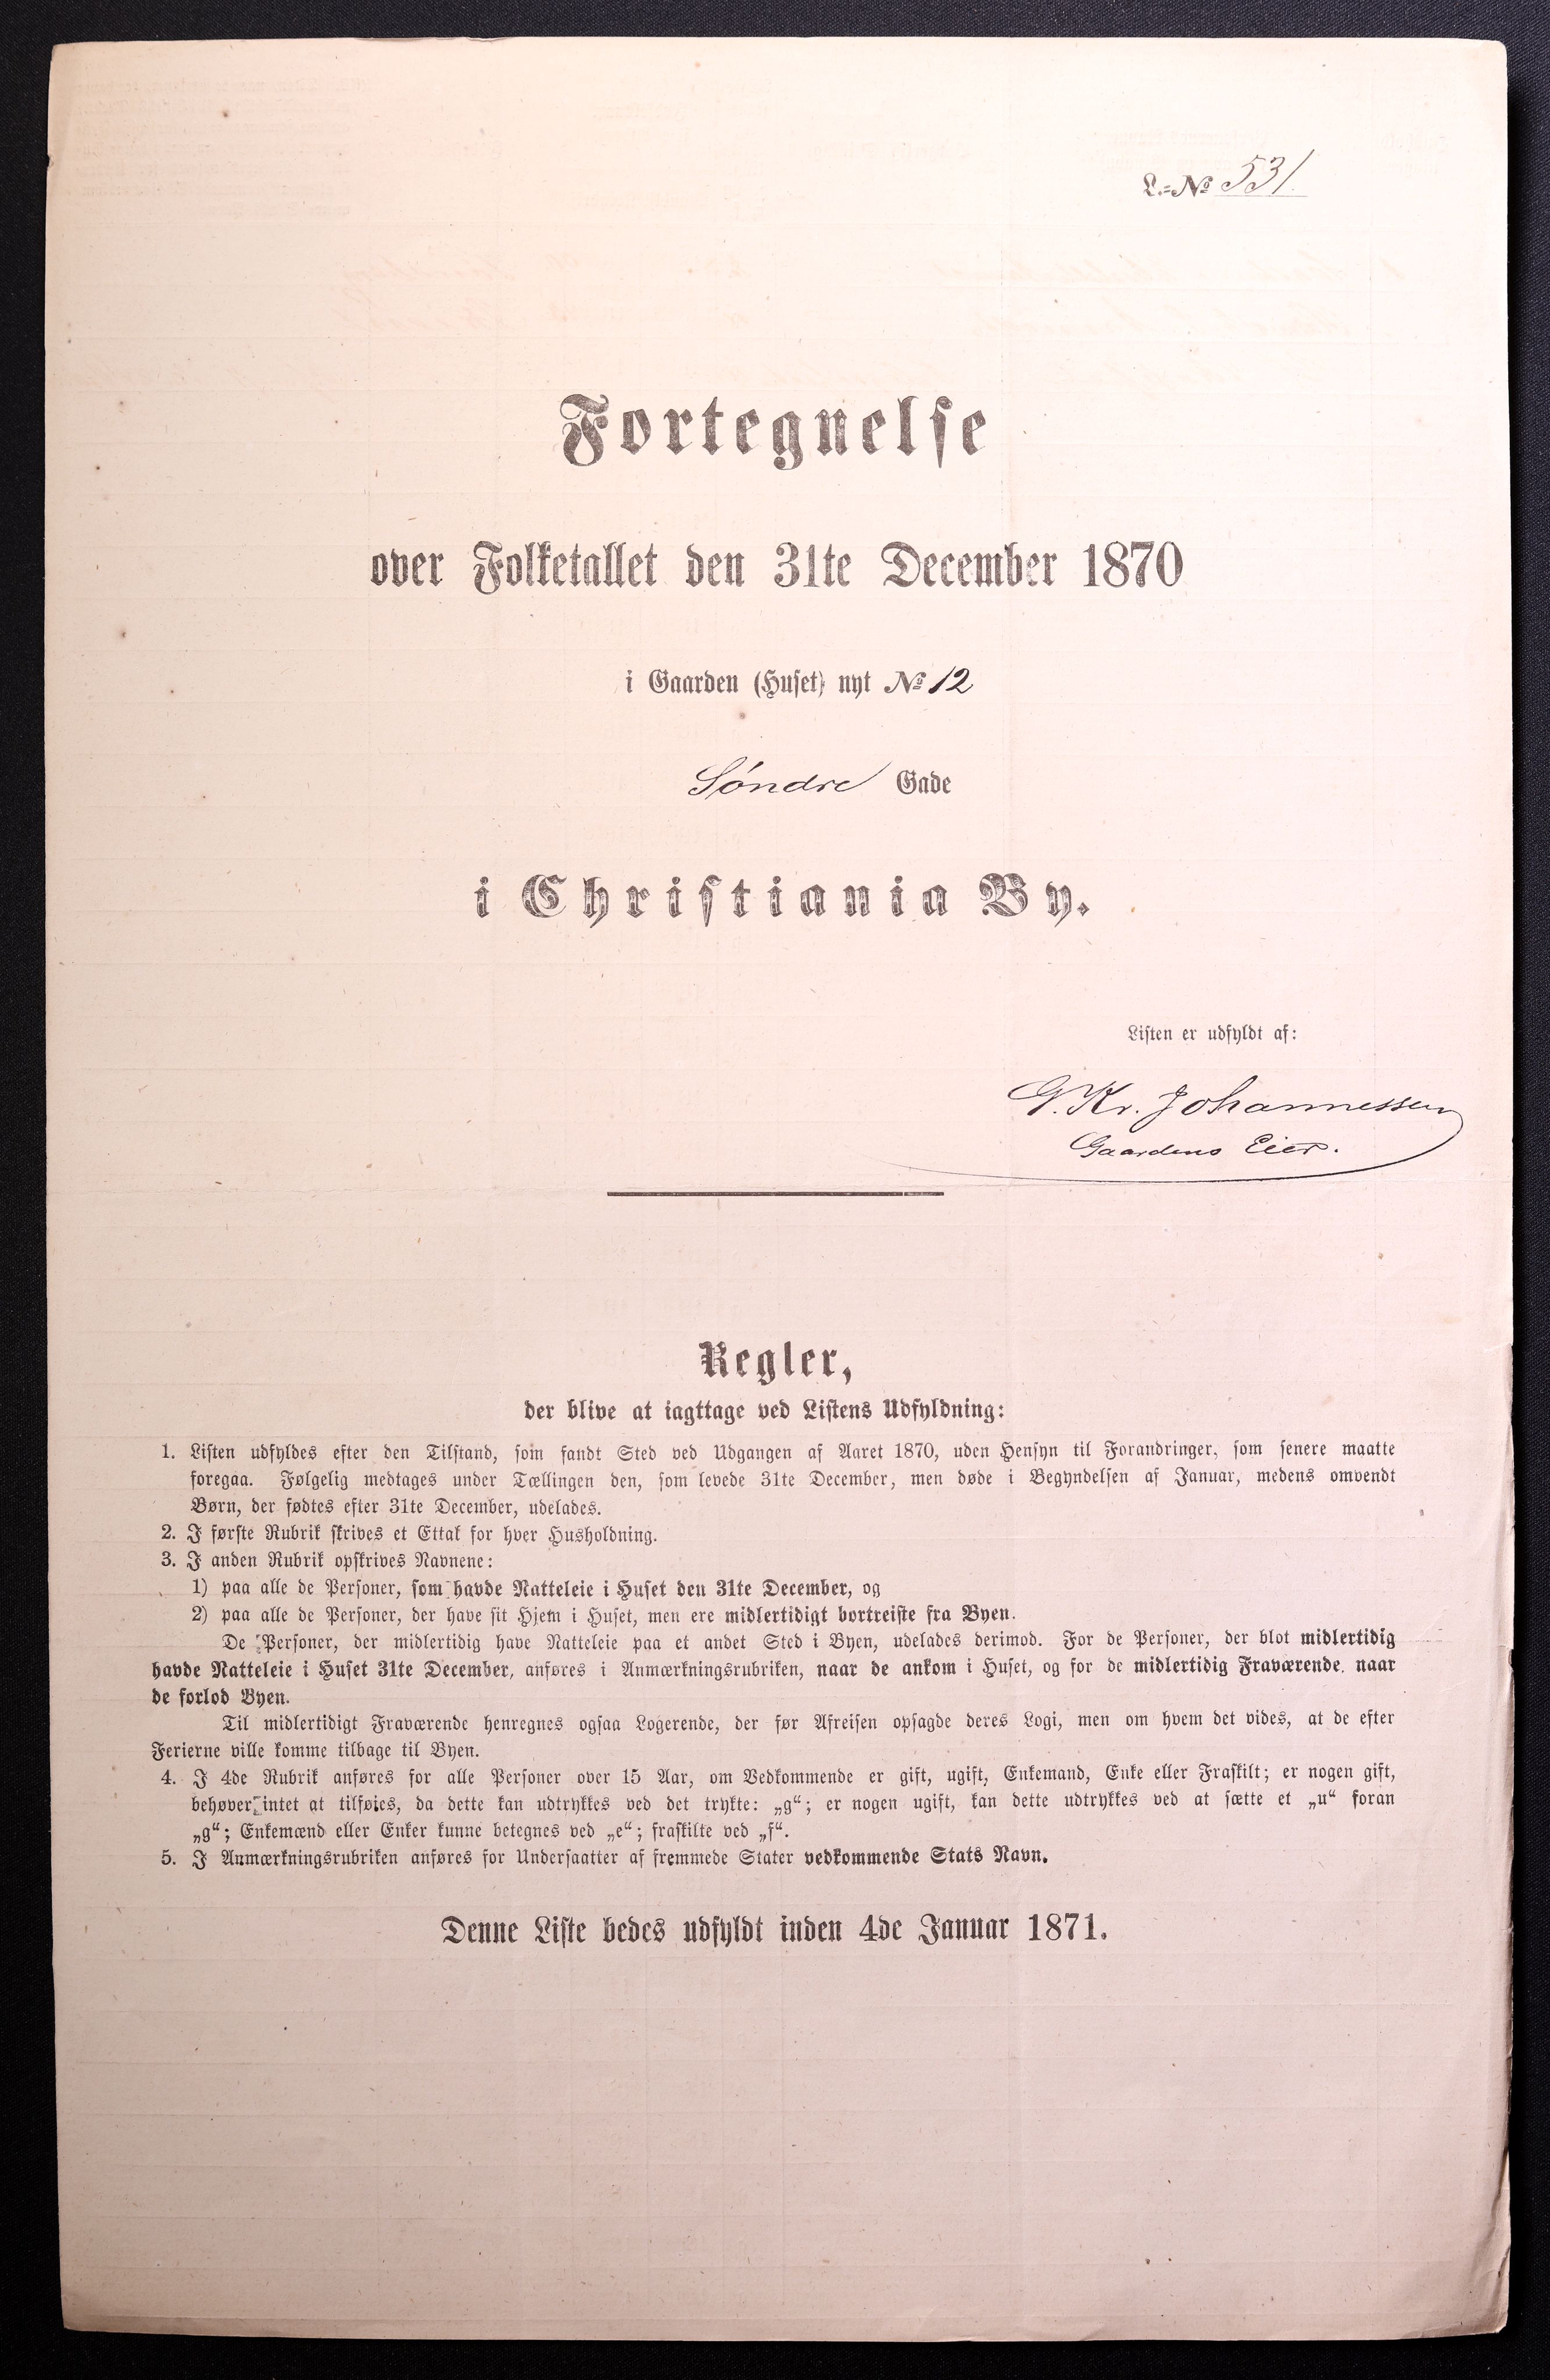 L.=No 531.
Fortegnelse
over Folketallet den 31te December 1870
i Gaarden (Huset) nyt No 12
Søndre Gade
i Christiania By.
Listen er udfyldt af:
G. Kr. Johannessen
Gaardens Eier.
Regler,
der blive at iagttage ved Listens Udfyldning:
1. Listen udfyldes efter den Tilstand, som fandt Sted ved Udgangen af Aaret 1870, uden Hensyn til Forandringer, som senere maatte
foregaa. Følgelig medtages under Tællingen den, som levede 31te December, men døde i Begyndelsen af Januar, medens omvendt
Børn, der fødtes efter 31te December, udelades.
2. I første Rubrik skrives et Ettal for hver Husholdning.
3. I anden Rubrik opskrives Navnene:
1) paa alle de Personer, som havde Natteleie i Huset den 31te December, og
2) paa alle de Personer, der have sit Hjem i Huset, men ere midlertidigt bortreiste fra Byen.
De Personer, der midlertidig have Natteleie paa et andet Sted i Byen, udelades derimod. For de Personer, der blot midlertidig
havde Natteleie i Huset 31te December, anføres i Anmærkningsrubriken, naar de ankom i Huset, og for de midlertidig Fraværende, naar
de forlod Byen.
Til midlertidigt Fraværende henregnes ogsaa Logerende, der før Afreisen opsagde deres Logi, men om hvem det vides, at de efter
Ferierne ville komme tilbage til Byen.
4. I 4de Rubrik anføres for alle Personer over 15 Aar, om Vedkommende er gift, ugift, Enkemand, Enke eller Fraskilt; er nogen gift,
behøver intet at tilføies, da dette kan udtrykkes ved det trykte: „g“; er nogen ugift, kan dette udtrykkes ved at sætte et „u“ foran
„g“; Enkemænd eller Enker kunne betegnes ved „e“; fraskilte ved „f“.
5. I Anmærkningsrubriken anføres for Undersaatter af fremmede Stater vedkommende Stats Navn.
Denne Liste bedes udfyldt inden 4de Januar 1871.